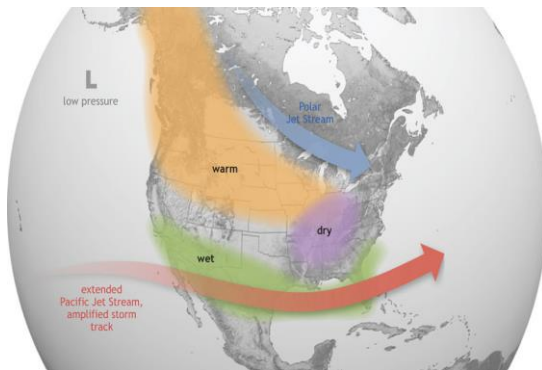 L
low pressure
Polar
Jet Stream
warm
dry
wet
extended
Pacific Jet Stream,
amplified storm
track